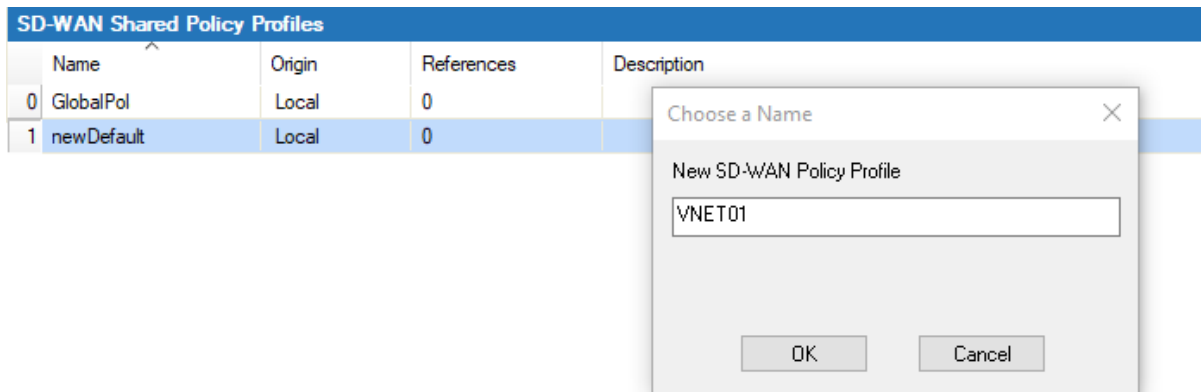 SD-WAN Shared Policy Profiles
Name Origin References Description
0 GlobalPol Local 0
1 newDefault Local 0
Choose a Name
New SD-WAN Policy Profile
VNET01
OK Cancel